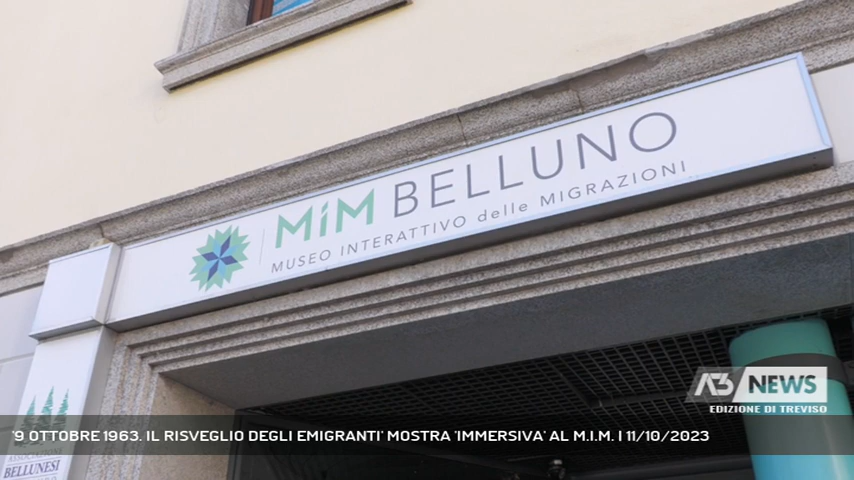 MiM BELLUNO
MUSEO INTERATTIVO delle MIGRAZIONI
A3 NEWS
EDIZIONE DI TREVISO
'9 OTTOBRE 1963. IL RISVEGLIO DEGLI EMIGRANTI' MOSTRA 'IMMERSIVA' AL M.I.M. | 11/10/2023
BELLUNESI